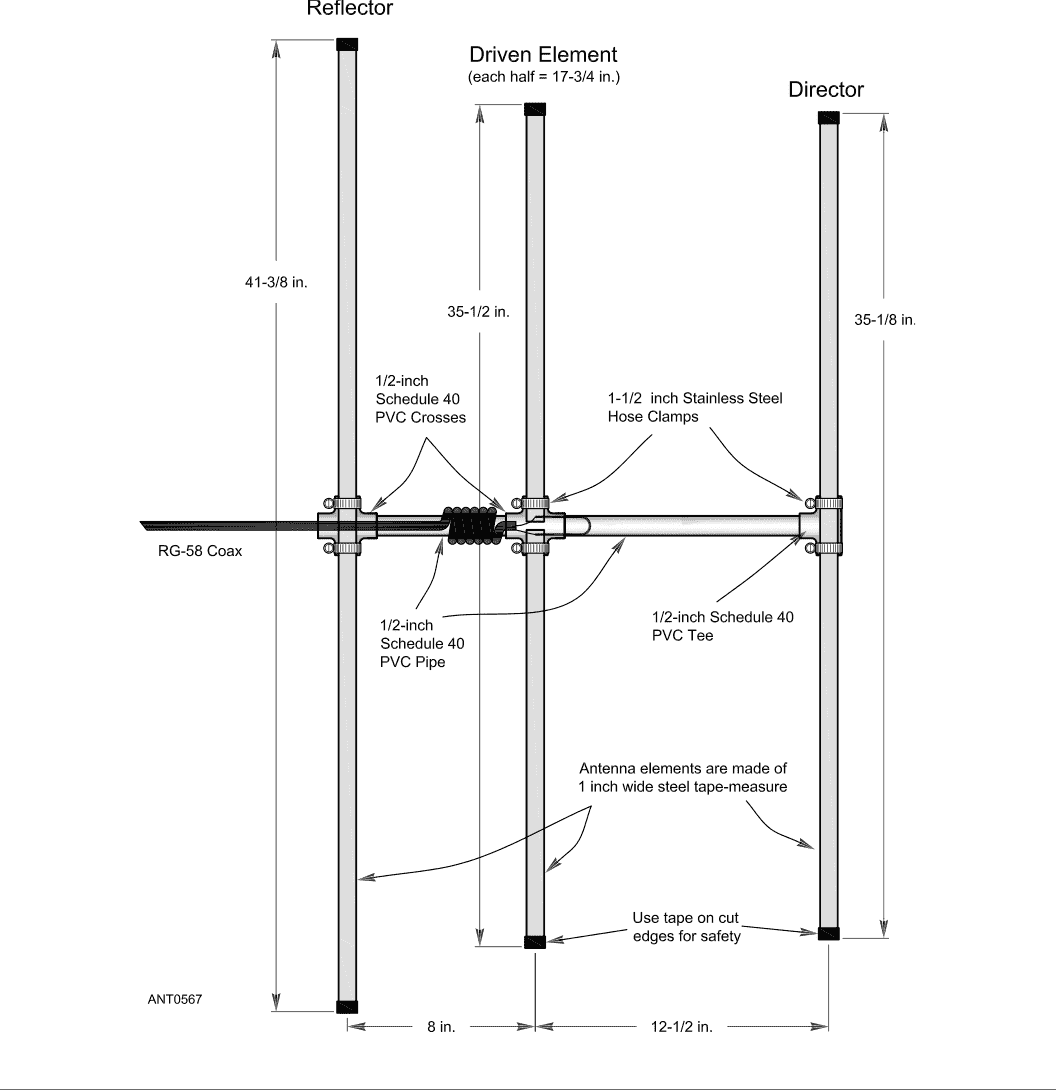 Reflector
Driven Element
(each half = 17-3/4 in.)
Director
41-3/8 in.
35-1/2 in.
35-1/8 in.
1/2-inch
Schedule 40
PVC Crosses
1-1/2 inch Stainless Steel
Hose Clamps
RG-58 Coax
1/2-inch
Schedule 40
PVC Pipe
1/2-inch Schedule 40
PVC Tee
Antenna elements are made of
1 inch wide steel tape-measure
Use tape on cut
edges for safety
ANT0567
8 in.
12-1/2 in.